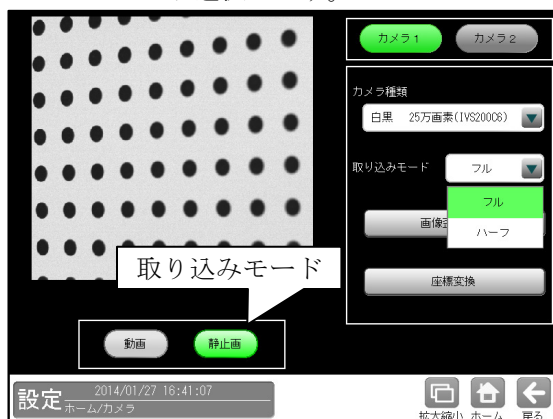 カメラ1
カメラ2
カメラ種類
白黒 25万画素(IVS200C6)
取り込みモード
フル
フル
画像歪
ハーフ
取り込みモード
座標変換
動画
静止画
設定
2014/01/27 16:41:07
ホーム/カメラ
拡大縮小
ホーム
戻る